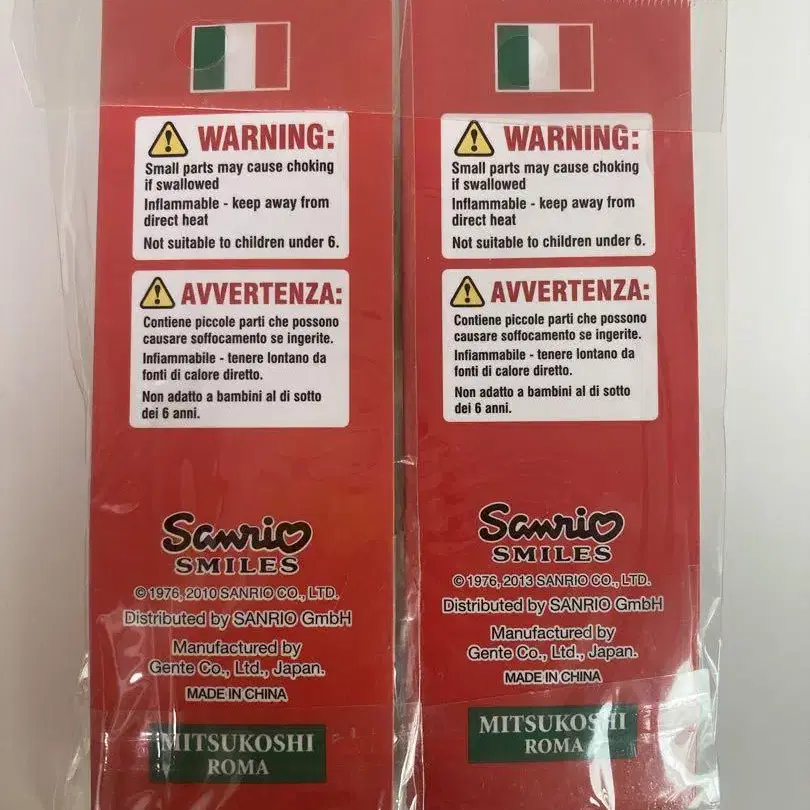 WARNING:
Small parts may cause choking
if swallowed
Inflammable - keep away from
direct heat
Not suitable to children under 6.
AVVERTENZA:
Contiene piccole parti che possono
causare soffocamento se ingerite.
Infiammabile - tenere lontano da
fonti di calore diretto.
Non adatto a bambini al di sotto
dei 6 anni.
Sanrio
SMILES
©1976, 2010 SANRIO CO., LTD.
Distributed by SANRIO GmbH
Manufactured by
Gente Co., Ltd., Japan.
MADE IN CHINA
MITSUKOSHI
ROMA
WARNING:
Small parts may cause choking
if swallowed
Inflammable - keep away from
direct heat
Not suitable to children under 6.
AVVERTENZA:
Contiene piccole parti che possono
causare soffocamento se ingerite.
Infiammabile - tenere lontano da
fonti di calore diretto.
Non adatto a bambini al di sotto
dei 6 anni.
Sanrio
SMILES
©1976, 2013 SANRIO CO., LTD.
Distributed by SANRIO GmbH
Manufactured by
Gente Co., Ltd., Japan.
MADE IN CHINA
MITSUKOSHI
ROMA